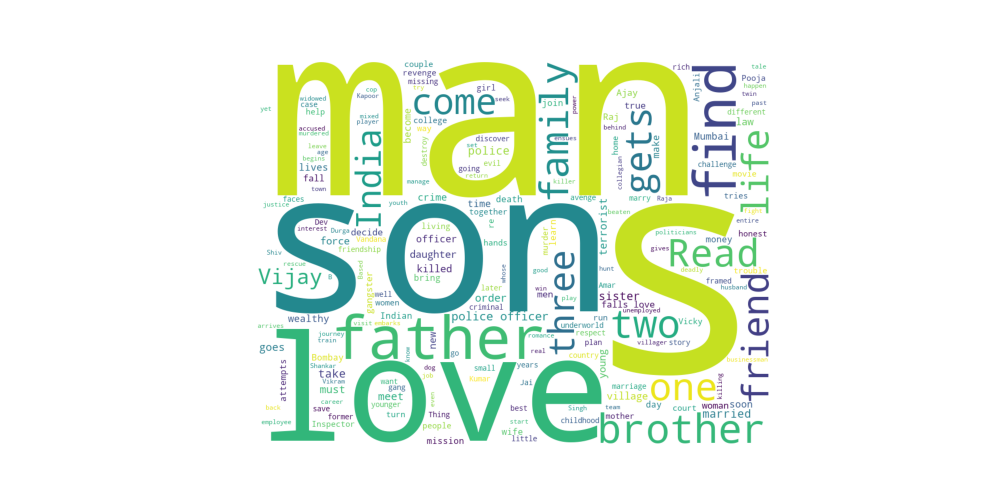 man
son
S
love
father
find
family
come
India
gets
life
Read
Vijay
two
three
friend
one
brother
couple
revenge
missing
cop
Kapoor
try
girl
seek
power
join
Ajay
true
rich
tale
Pooja
happen
twin
past
Anjali
yet
widowed
case
help
mixed
player
college
way
become
Raj
behind
different
law
accused
murdered
discover
set
ensues
home
make
Mumbai
leave
age
begins
destroy
police
evil
going
return
collegian
challenge
movie
lives
fall
town
manage
killer
marry
Raja
tries
faces
youth
crime
time
death
together
avenge
beaten
fight
justice
Dev
interest
Durga
Vandana
decide
living
re
terrorist
politicians
money
entire
honest
force
friendship
officer
hands
murder
learn
gives
deadly
trouble
Shiv
rescue
B
Based
daughter
killed
bring
whose
good
hunt
framed
husband
gangster
well
women
later
order
criminal
win
men
play
Amar
sister
falls love
unemployed
wealthy
Indian
police officer
underworld
respect
run
Vicky
villager
story
arrives
visit
embarks
journey
train
new
romance
plan
country
goes
Bombay
Shankar
know
go
real
young
businessman
attempts
take
Vikram
must
want
gang
meet
younger
turn
dog
job
Kumar
even
small
years
Jai
marriage
village
killing
soon
married
woman
day
court
back
employee
save
former
career
Inspector
Thing
people
mission
best
start
wife
little
Singh
team
mother
childhood